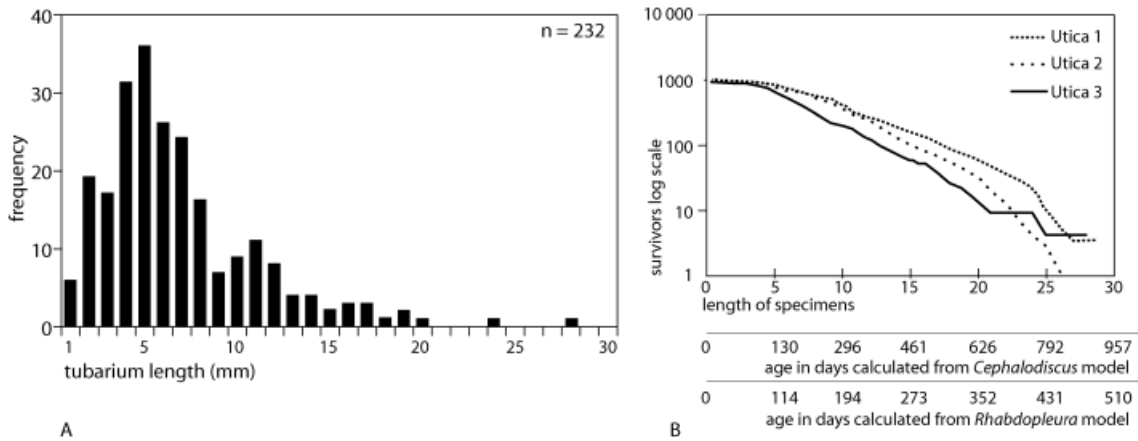 40
30
20
10
0
frequency
n = 232
1 5 10 15 20 25 30
tubarium length (mm)
A
10 000
1000
100
10
1
survivors log scale
Utica 1
Utica 2
Utica 3
0 5 10 15 20 25 30
length of specimens
0 130 296 461 626 792 957
age in days calculated from Cephalodiscus model
0 114 194 273 352 431 510
age in days calculated from Rhabdopleura model
B